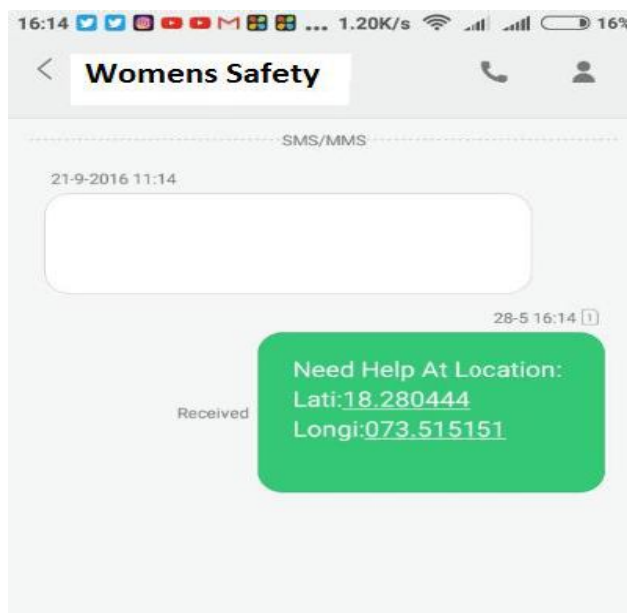 16:14 ... 1.20K/s 16%
Womens Safety
SMS/MMS
21-9-2016 11:14
28-5 16:14 1
Need Help At Location:
Lati:18.280444
Received
Longi:073.515151